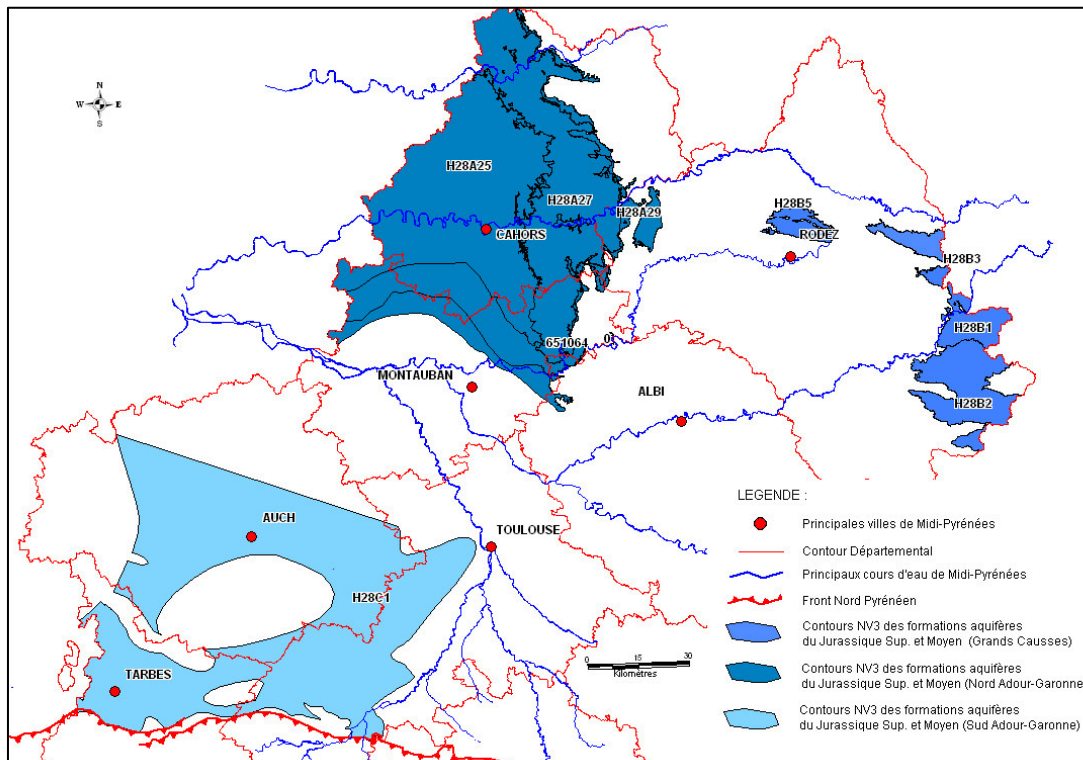 N
W E
S
H28A25
H28A27
H28A29
CAHORS
H28B5
RODEZ
H28B3
H28B1
H28B2
651064
0
MONTAUBAN
ALBI
AUCH
TOULOUSE
H28C1
TARBES
0 15 30
Kilomètres
LEGENDE :
Principales villes de Midi-Pyrénées
Contour Départemental
Principaux cours d'eau de Midi-Pyrénées
Front Nord Pyrénéen
Contours NV3 des formations aquifères
du Jurassique Sup. et Moyen (Grands Causses)
Contours NV3 des formations aquifères
du Jurassique Sup. et Moyen (Nord Adour-Garonne)
Contours NV3 des formations aquifères
du Jurassique Sup. et Moyen (Sud Adour-Garonne)